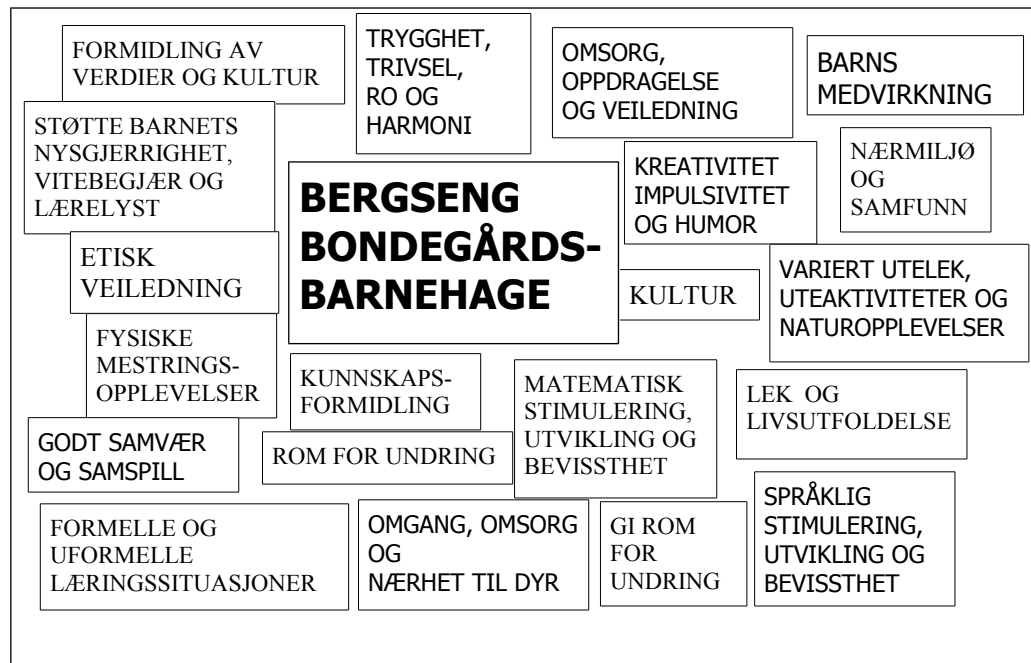 FORMIDLING AV
VERDIER OG KULTUR
TRYGGHET,
TRIVSEL,
RO OG
HARMONI
OMSORG,
OPPDRAGELSE
OG VEILEDNING
BARNS
MEDVIRKNING
STØTTE BARNETS
NYSGJERRIGHET,
VITEBEGJÆR OG
LÆRELYST
BERGSENG
BONDEGÅRDS-
BARNEHAGE
KREATIVITET
IMPULSIVITET
OG HUMOR
NÆRMILJØ
OG
SAMFUNN
ETISK
VEILEDNING
KULTUR
VARIERT UTELEK,
UTEAKTIVITETER OG
NATUROPPLEVELSER
FYSISKE
MESTRINGS-
OPPLEVELSER
KUNNSKAPS-
FORMIDLING
MATEMATISK
STIMULERING,
UTVIKLING OG
BEVISSTHET
LEK OG
LIVSUTFOLDELSE
GODT SAMVÆR
OG SAMSPILL
ROM FOR UNDRING
FORMELLE OG
UFORMELLE
LÆRINGSSITUASJONER
OMGANG, OMSORG
OG
NÆRHET TIL DYR
GI ROM
FOR
UNDRING
SPRÅKLIG
STIMULERING,
UTVIKLING OG
BEVISSTHET